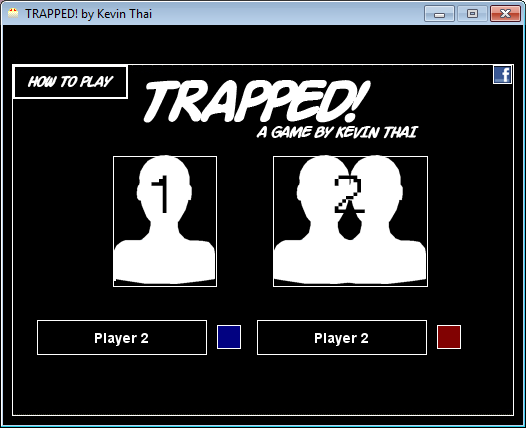 TRAPPED! by Kevin Thai
HOW TO PLAY
f
TRAPPED!
A GAME BY KEVIN THAI
1
2
Player 2
Player 2